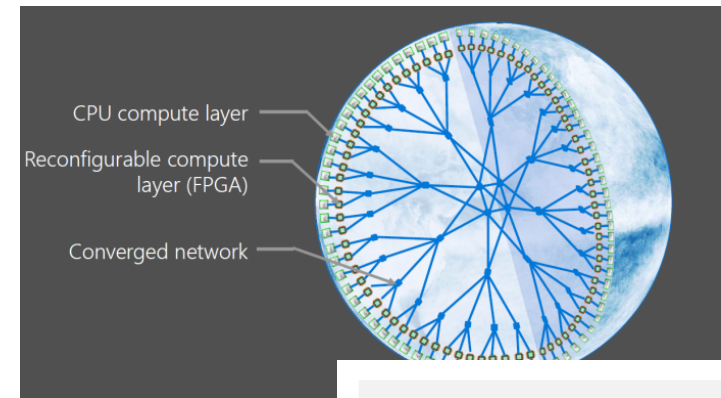 CPU compute layer
Reconfigurable compute
layer (FPGA)
Converged network